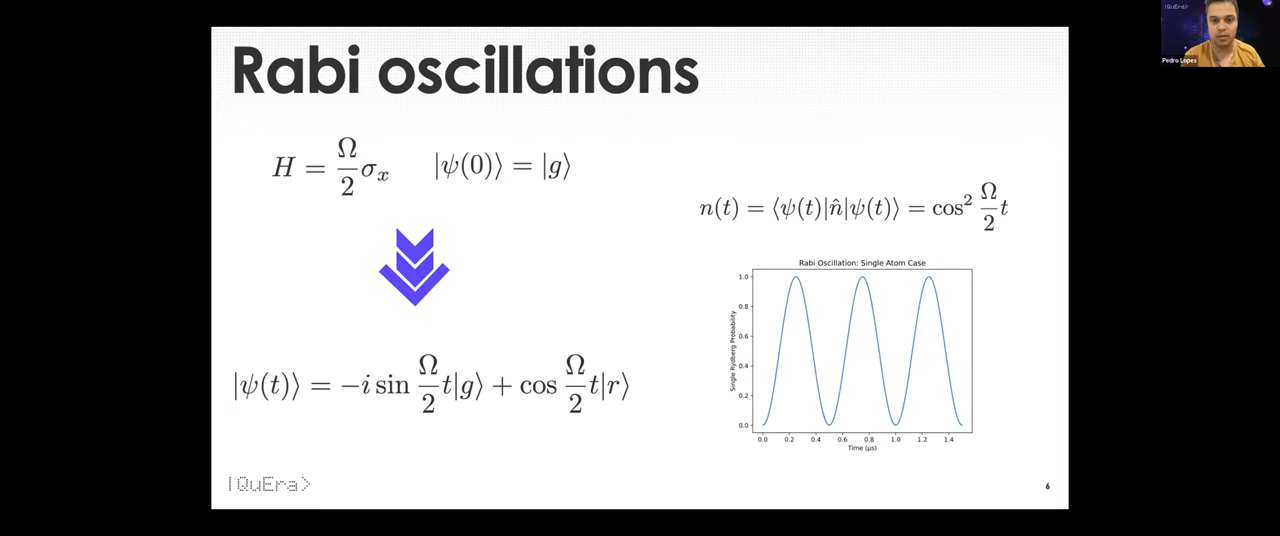 Rabi oscillations
H = Ω/2 σₓ |ψ(0)⟩ = |g⟩
n(t) = ⟨ψ(t)|n̂|ψ(t)⟩ = cos² Ω/2 t
|ψ(t)⟩ = −i sin Ω/2 t|g⟩ + cos Ω/2 t|r⟩
Rabi Oscillation: Single Atom Case
Single Rydberg Probability
1.0
0.8
0.6
0.4
0.2
0.0
0.0 0.2 0.4 0.6 0.8 1.0 1.2 1.4
Time (μs)
|QuEra⟩
6
|QuEra⟩
Pedro Lopes